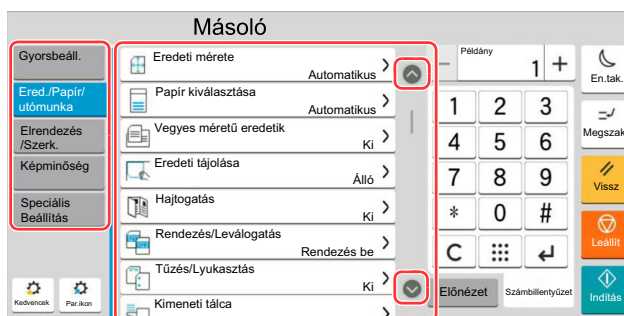 Másoló
Gyorsbeáll.
Ered./Papír/
utómunka
Elrendezés
/Szerk.
Képminőség
Speciális
Beállítás
Kedvencek
Par.ikon
Eredeti mérete
Automatikus
Papír kiválasztása
Automatikus
Vegyes méretű eredetik
Ki
Eredeti tájolása
Álló
Hajtogatás
Ki
Rendezés/Leválogatás
Rendezés be
Tűzés/Lyukasztás
Ki
Kimeneti tálca
Példány
− 1 +
1 2 3
4 5 6
7 8 9
* 0 #
C
Előnézet
Számbillentyűzet
En.tak.
Megszak
Vissz
Leállít
Indítás